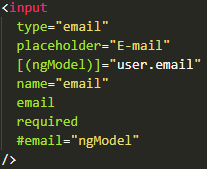 <input
type="email"
placeholder="E-mail"
[(ngModel)]="user.email"
name="email"
email
required
#email="ngModel"
/>